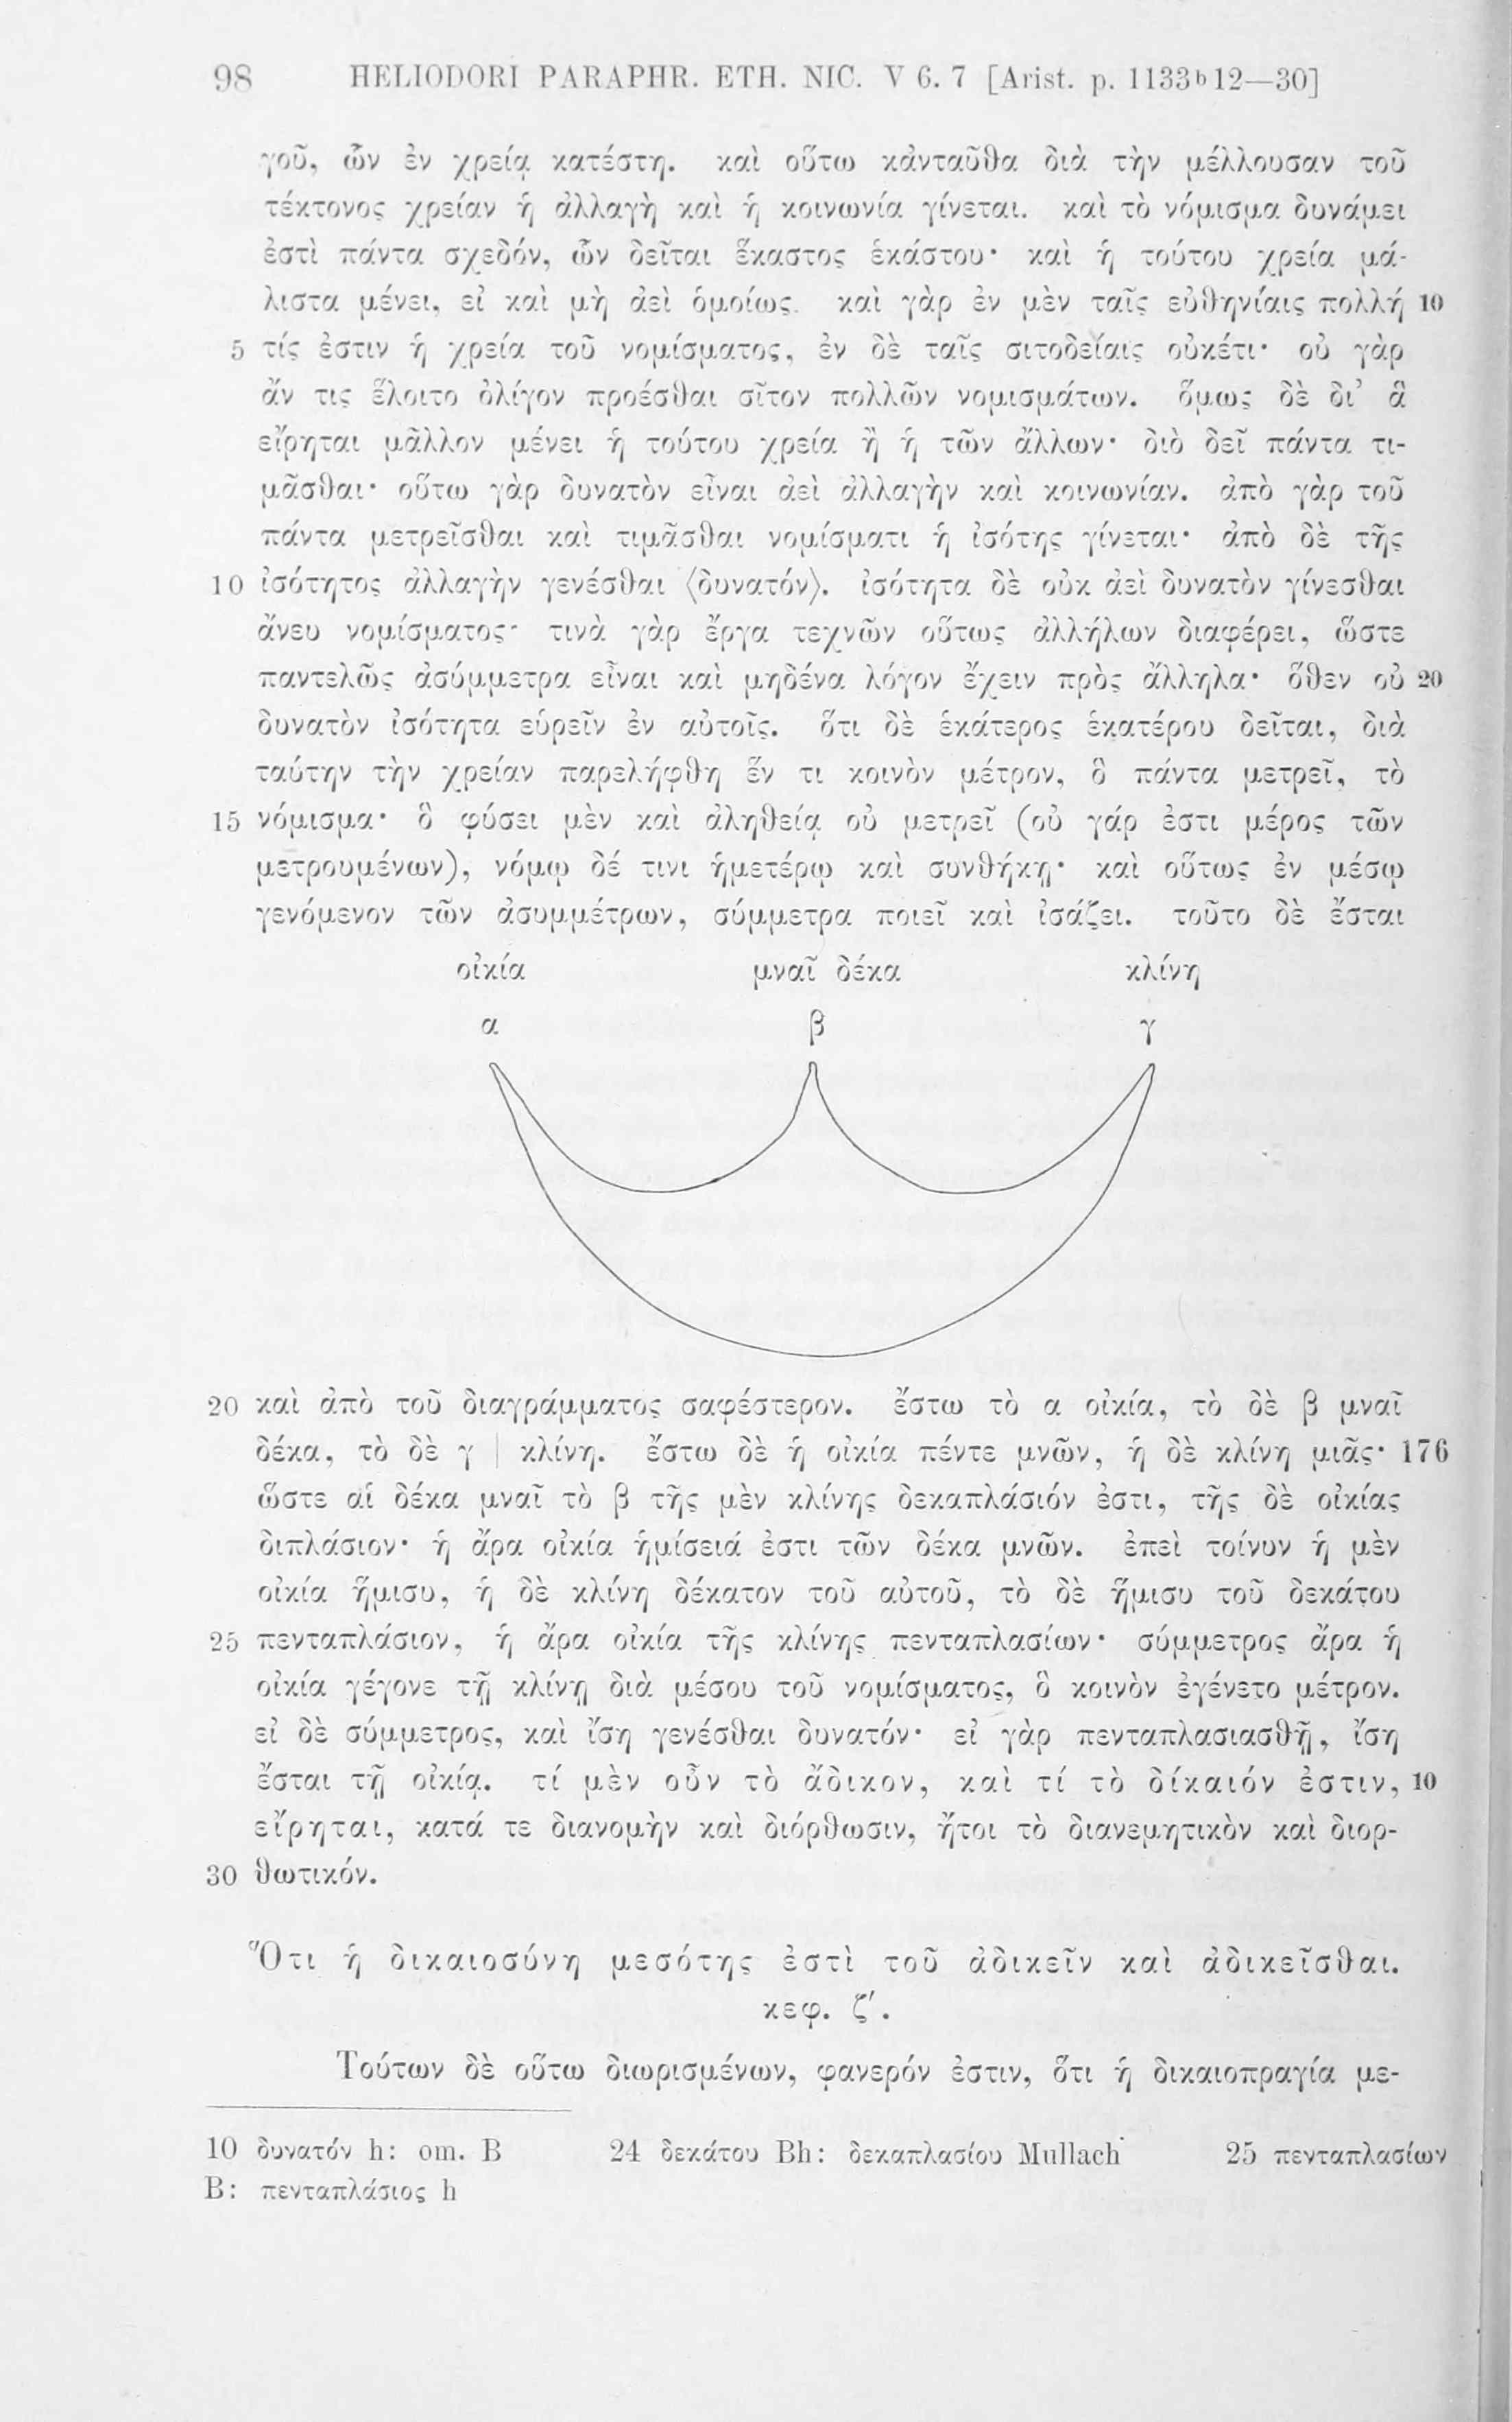 98 HELIODORI PARAPHR. ETH. NIC. V 6. 7 [Arist. p. 1133ᵇ12—30]
γοῦ, ὧν ἐν χρείᾳ κατέστη. καὶ οὕτω κἀνταῦθα διὰ τὴν μέλλουσαν τοῦ
τέκτονος χρείαν ἡ ἀλλαγὴ καὶ ἡ κοινωνία γίνεται. καὶ τὸ νόμισμα δυνάμει
ἐστὶ πάντα σχεδόν, ὧν δεῖται ἕκαστος ἑκάστου· καὶ ἡ τούτου χρεία μά-
λιστα μένει, εἰ καὶ μὴ ἀεὶ ὁμοίως. καὶ γὰρ ἐν μὲν ταῖς εὐθηνίαις πολλή 10
5 τίς ἐστιν ἡ χρεία τοῦ νομίσματος, ἐν δὲ ταῖς σιτοδείαις οὐκέτι· οὐ γὰρ
ἄν τις ἕλοιτο ὀλίγον προέσθαι σῖτον πολλῶν νομισμάτων. ὅμως δὲ δι’ ἃ
εἴρηται μᾶλλον μένει ἡ τούτου χρεία ἢ ἡ τῶν ἄλλων· διὸ δεῖ πάντα τι-
μᾶσθαι· οὕτω γὰρ δυνατὸν εἶναι ἀεὶ ἀλλαγὴν καὶ κοινωνίαν. ἀπὸ γὰρ τοῦ
πάντα μετρεῖσθαι καὶ τιμᾶσθαι νομίσματι ἡ ἰσότης γίνεται· ἀπὸ δὲ τῆς
10 ἰσότητος ἀλλαγὴν γενέσθαι ⟨δυνατόν⟩. ἰσότητα δὲ οὐκ ἀεὶ δυνατὸν γίνεσθαι
ἄνευ νομίσματος· τινὰ γὰρ ἔργα τεχνῶν οὕτως ἀλλήλων διαφέρει, ὥστε
παντελῶς ἀσύμμετρα εἶναι καὶ μηδένα λόγον ἔχειν πρὸς ἄλληλα· ὅθεν οὐ 20
δυνατὸν ἰσότητα εὑρεῖν ἐν αὐτοῖς. ὅτι δὲ ἑκάτερος ἑκατέρου δεῖται, διὰ
ταύτην τὴν χρείαν παρελήφθη ἕν τι κοινὸν μέτρον, ὃ πάντα μετρεῖ, τὸ
15 νόμισμα· ὃ φύσει μὲν καὶ ἀληθείᾳ οὐ μετρεῖ (οὐ γάρ ἐστι μέρος τῶν
μετρουμένων), νόμῳ δέ τινι ἡμετέρῳ καὶ συνθήκῃ· καὶ οὕτως ἐν μέσῳ
γενόμενον τῶν ἀσυμμέτρων, σύμμετρα ποιεῖ καὶ ἰσάζει. τοῦτο δὲ ἔσται
οἰκία μναῖ δέκα κλίνη
α β γ
20 καὶ ἀπὸ τοῦ διαγράμματος σαφέστερον. ἔστω τὸ α οἰκία, τὸ δὲ β μναῖ
δέκα, τὸ δὲ γ | κλίνη. ἔστω δὲ ἡ οἰκία πέντε μνῶν, ἡ δὲ κλίνη μιᾶς· 176
ὥστε αἱ δέκα μναῖ τὸ β τῆς μὲν κλίνης δεκαπλάσιόν ἐστι, τῆς δὲ οἰκίας
διπλάσιον· ἡ ἄρα οἰκία ἡμίσειά ἐστι τῶν δέκα μνῶν. ἐπεὶ τοίνυν ἡ μὲν
οἰκία ἥμισυ, ἡ δὲ κλίνη δέκατον τοῦ αὐτοῦ, τὸ δὲ ἥμισυ τοῦ δεκάτου
25 πενταπλάσιον, ἡ ἄρα οἰκία τῆς κλίνης πενταπλασίων· σύμμετρος ἄρα ἡ
οἰκία γέγονε τῇ κλίνῃ διὰ μέσου τοῦ νομίσματος, ὃ κοινὸν ἐγένετο μέτρον.
εἰ δὲ σύμμετρος, καὶ ἴση γενέσθαι δυνατόν· εἰ γὰρ πενταπλασιασθῇ, ἴση
ἔσται τῇ οἰκίᾳ. τί μὲν οὖν τὸ ἄδικον, καὶ τί τὸ δίκαιόν ἐστιν, 10
εἴρηται, κατά τε διανομὴν καὶ διόρθωσιν, ἤτοι τὸ διανεμητικὸν καὶ διορ-
30 θωτικόν.
Ὅτι ἡ δικαιοσύνη μεσότης ἐστὶ τοῦ ἀδικεῖν καὶ ἀδικεῖσθαι.
κεφ. ζ′.
Τούτων δὲ οὕτω διωρισμένων, φανερόν ἐστιν, ὅτι ἡ δικαιοπραγία με-
10 δυνατόν h: om. B 24 δεκάτου Bh: δεκαπλασίου Mullach 25 πενταπλασίων
B: πενταπλάσιος h